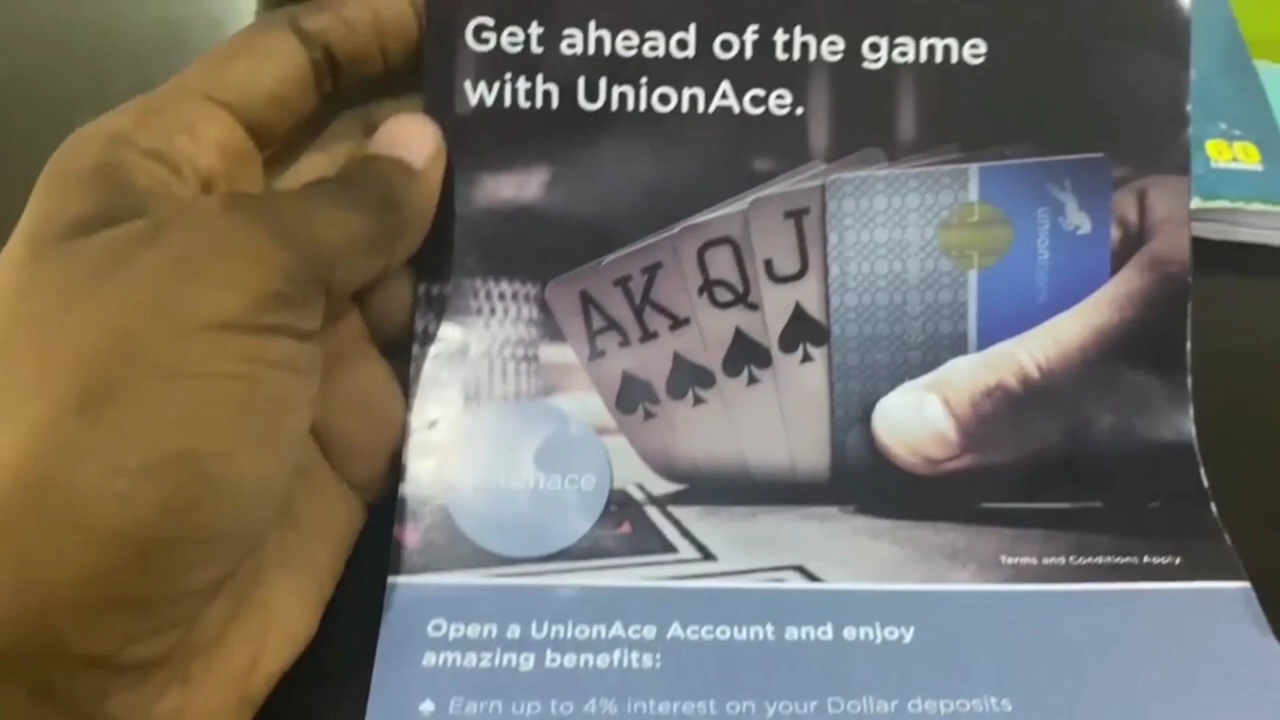 Get ahead of the game
with UnionAce.
60
A
K
Q
J
Terms and Conditions Apply
Open a UnionAce Account and enjoy
amazing benefits:
Earn up to 4% interest on your Dollar deposits